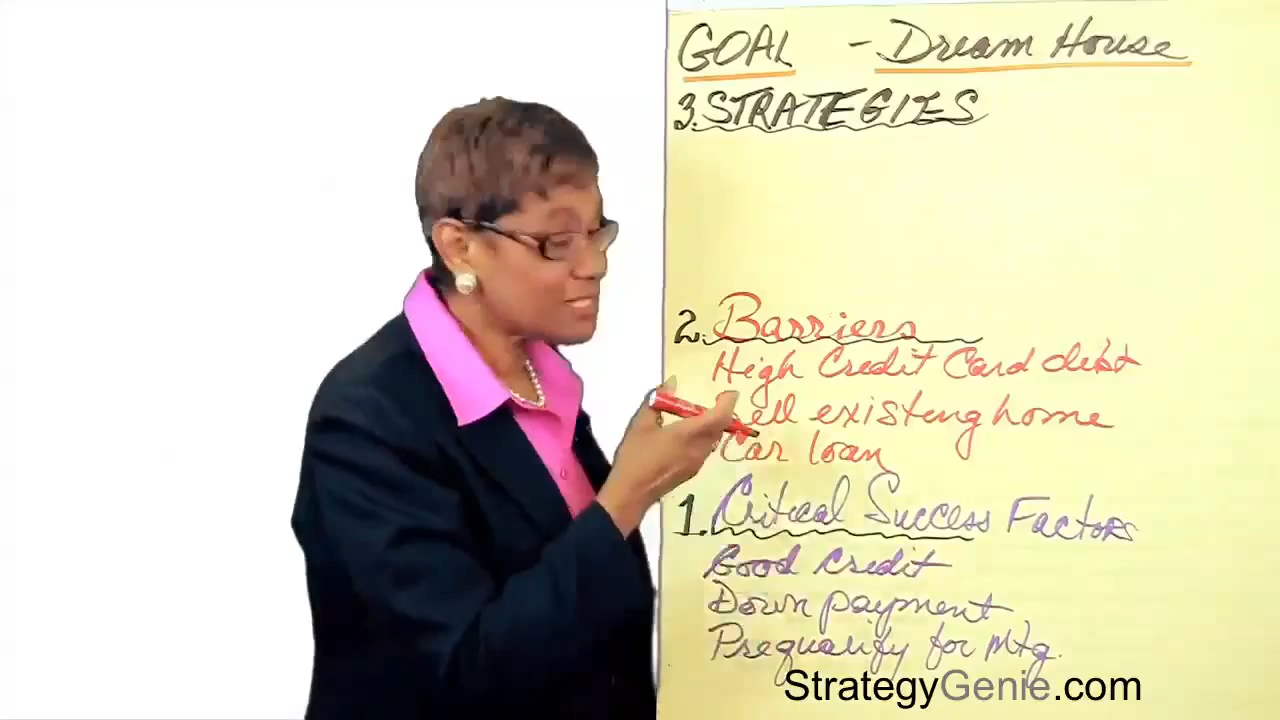 GOAL - Dream House
3. STRATEGIES
2. Barriers
High Credit Card debt
Sell existing home
Car loan
1. Critical Success Factors
Good Credit
Down payment
Prequalify for Mtg.
StrategyGenie.com